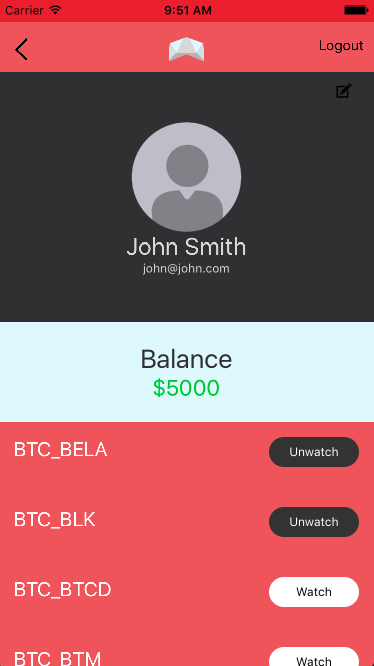 Carrier 9:51 AM
Logout
John Smith
john@john.com
Balance
$5000
BTC_BELA Unwatch
BTC_BLK Unwatch
BTC_BTCD Watch
BTC_BTM Watch